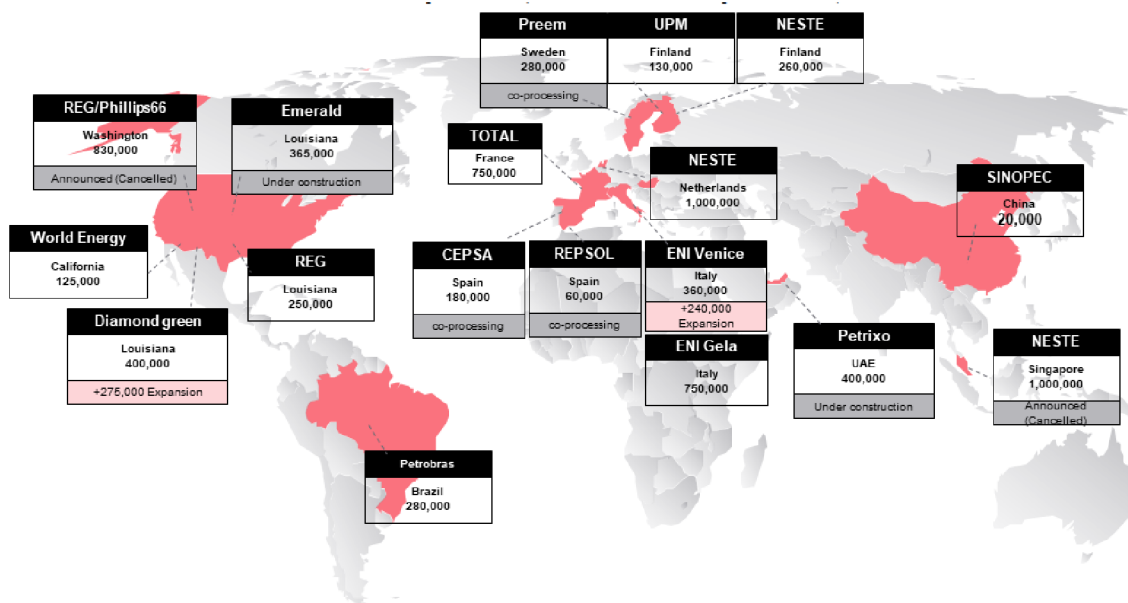 Preem
Sweden
280,000
co-processing
UPM
Finland
130,000
NESTE
Finland
260,000
REG/Phillips66
Washington
830,000
Announced (Cancelled)
Emerald
Louisiana
365,000
Under construction
TOTAL
France
750,000
NESTE
Netherlands
1,000,000
SINOPEC
China
20,000
World Energy
California
125,000
REG
Louisiana
250,000
CEPSA
Spain
180,000
co-processing
REPSOL
Spain
60,000
co-processing
ENI Venice
Italy
360,000
+240,000
Expansion
Diamond green
Louisiana
400,000
+275,000 Expansion
ENI Gela
Italy
750,000
Petrixo
UAE
400,000
Under construction
NESTE
Singapore
1,000,000
Announced
(Cancelled)
Petrobras
Brazil
280,000